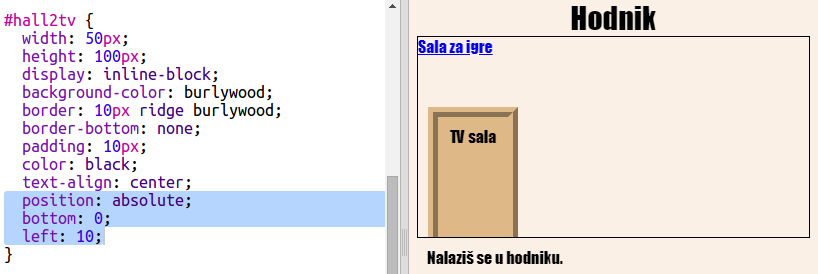 #hall2tv {
  width: 50px;
  height: 100px;
  display: inline-block;
  background-color: burlywood;
  border: 10px ridge burlywood;
  border-bottom: none;
  padding: 10px;
  color: black;
  text-align: center;
  position: absolute;
  bottom: 0;
  left: 10;
}
Hodnik
Sala za igre
TV sala
Nalaziš se u hodniku.